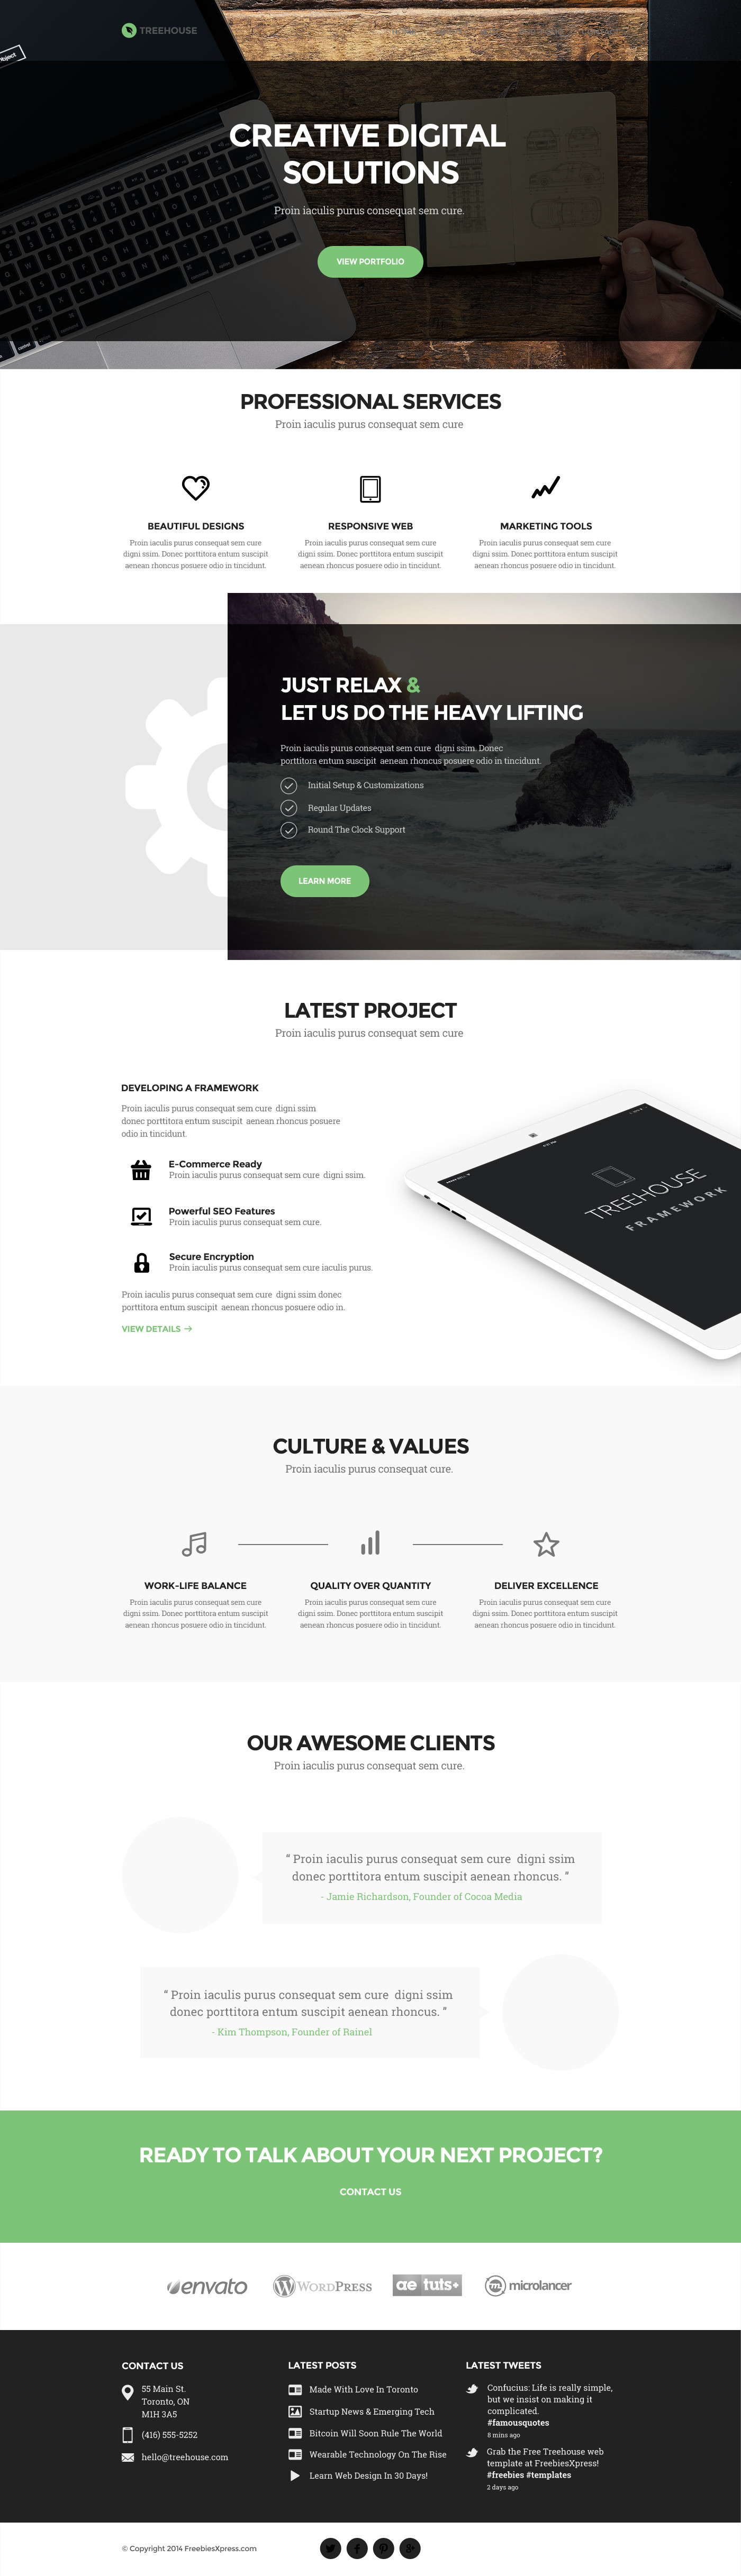 TREEHOUSE
CREATIVE DIGITAL
SOLUTIONS
Proin iaculis purus consequat sem cure.
VIEW PORTFOLIO
PROFESSIONAL SERVICES
Proin iaculis purus consequat sem cure
BEAUTIFUL DESIGNS
Proin iaculis purus consequat sem cure
digni ssim. Donec porttitora entum suscipit
aenean rhoncus posuere odio in tincidunt.
RESPONSIVE WEB
Proin iaculis purus consequat sem cure
digni ssim. Donec porttitora entum suscipit
aenean rhoncus posuere odio in tincidunt.
MARKETING TOOLS
Proin iaculis purus consequat sem cure
digni ssim. Donec porttitora entum suscipit
aenean rhoncus posuere odio in tincidunt.
JUST RELAX &
LET US DO THE HEAVY LIFTING
Proin iaculis purus consequat sem cure digni ssim. Donec
porttitora entum suscipit aenean rhoncus posuere odio in tincidunt.
Initial Setup & Customizations
Regular Updates
Round The Clock Support
LEARN MORE
LATEST PROJECT
Proin iaculis purus consequat sem cure
DEVELOPING A FRAMEWORK
Proin iaculis purus consequat sem cure digni ssim
donec porttitora entum suscipit aenean rhoncus posuere
odio in tincidunt.
E-Commerce Ready
Proin iaculis purus consequat sem cure digni ssim.
Powerful SEO Features
Proin iaculis purus consequat sem cure.
Secure Encryption
Proin iaculis purus consequat sem cure iaculis purus.
Proin iaculis purus consequat sem cure digni ssim donec
porttitora entum suscipit aenean rhoncus posuere odio in.
VIEW DETAILS →
TREEHOUSE
FRAMEWORK
CULTURE & VALUES
Proin iaculis purus consequat cure.
WORK-LIFE BALANCE
Proin iaculis purus consequat sem cure
digni ssim. Donec porttitora entum suscipit
aenean rhoncus posuere odio in tincidunt.
QUALITY OVER QUANTITY
Proin iaculis purus consequat sem cure
digni ssim. Donec porttitora entum suscipit
aenean rhoncus posuere odio in tincidunt.
DELIVER EXCELLENCE
Proin iaculis purus consequat sem cure
digni ssim. Donec porttitora entum suscipit
aenean rhoncus posuere odio in tincidunt.
OUR AWESOME CLIENTS
Proin iaculis purus consequat sem cure.
“ Proin iaculis purus consequat sem cure digni ssim
donec porttitora entum suscipit aenean rhoncus. ”
- Jamie Richardson, Founder of Cocoa Media
“ Proin iaculis purus consequat sem cure digni ssim
donec porttitora entum suscipit aenean rhoncus. ”
- Kim Thompson, Founder of Rainel
READY TO TALK ABOUT YOUR NEXT PROJECT?
CONTACT US
envato
WORDPRESS
ae tuts+
microlancer
CONTACT US
55 Main St.
Toronto, ON
M1H 3A5
(416) 555-5252
hello@treehouse.com
LATEST POSTS
Made With Love In Toronto
Startup News & Emerging Tech
Bitcoin Will Soon Rule The World
Wearable Technology On The Rise
Learn Web Design In 30 Days!
LATEST TWEETS
Confucius: Life is really simple,
but we insist on making it
complicated.
#famousquotes
8 mins ago
Grab the Free Treehouse web
template at FreebiesXpress!
#freebies #templates
2 days ago
© Copyright 2014 FreebiesXpress.com